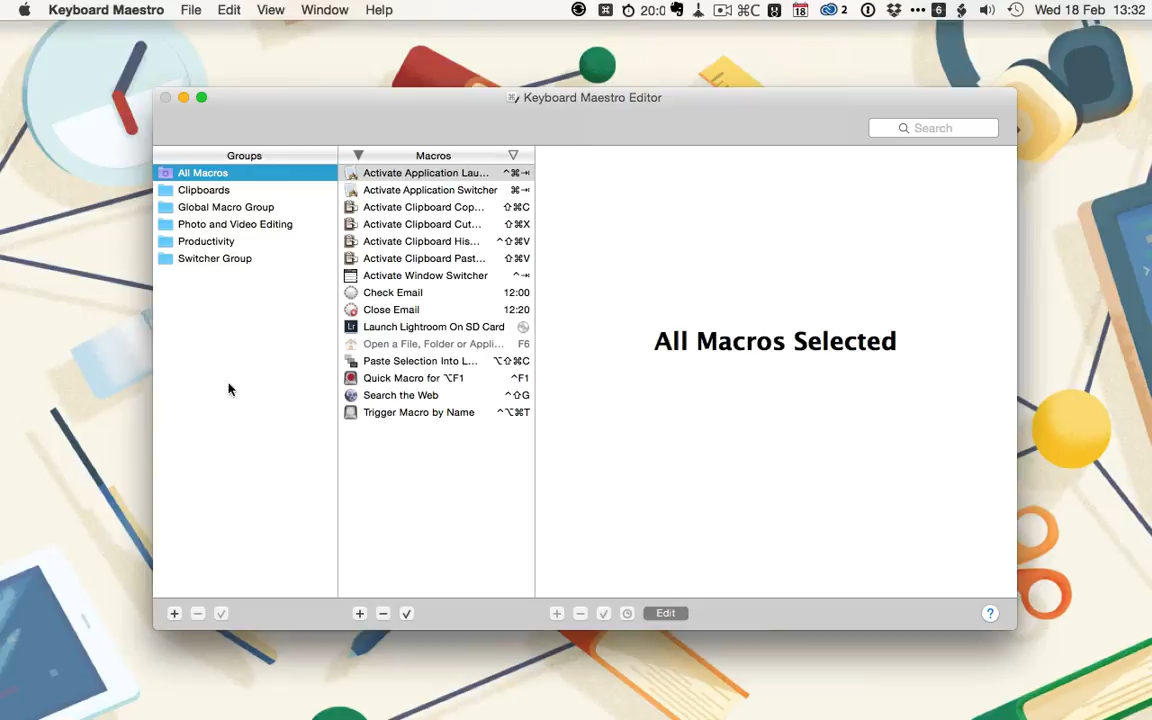 Keyboard Maestro File Edit View Window Help 20:0 ⌘C 18 2 6 Wed 18 Feb 13:32
Keyboard Maestro Editor
Search
Groups
All Macros
Clipboards
Global Macro Group
Photo and Video Editing
Productivity
Switcher Group
Macros
Activate Application Lau... ^⌘⇥
Activate Application Switcher ⌘⇥
Activate Clipboard Cop... ⇧⌘C
Activate Clipboard Cut... ⇧⌘X
Activate Clipboard His... ^⇧⌘V
Activate Clipboard Past... ⇧⌘V
Activate Window Switcher ^⇥
Check Email 12:00
Close Email 12:20
Lr Launch Lightroom On SD Card
Open a File, Folder or Appli... F6
Paste Selection Into L... ⌥⇧⌘C
Quick Macro for ⌥F1 ^F1
Search the Web ^⇧G
Trigger Macro by Name ^⌥⌘T
All Macros Selected
Edit
?